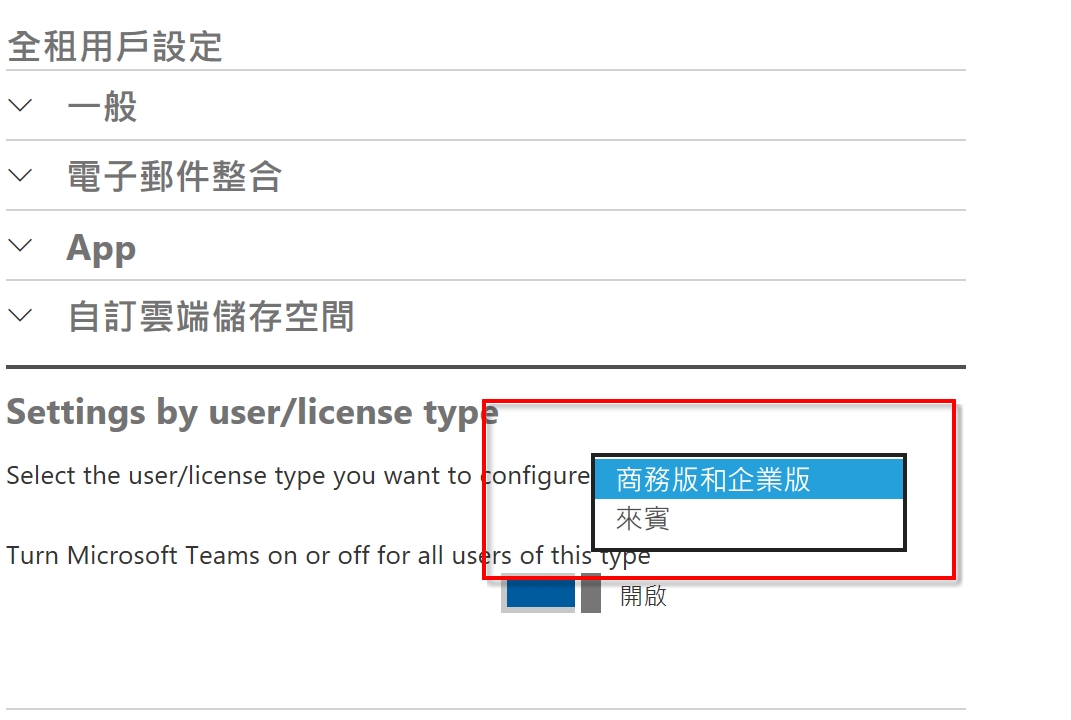 全租用戶設定
一般
電子郵件整合
App
自訂雲端儲存空間
Settings by user/license type
Select the user/license type you want to configure
商務版和企業版
來賓
Turn Microsoft Teams on or off for all users of this type
開啟